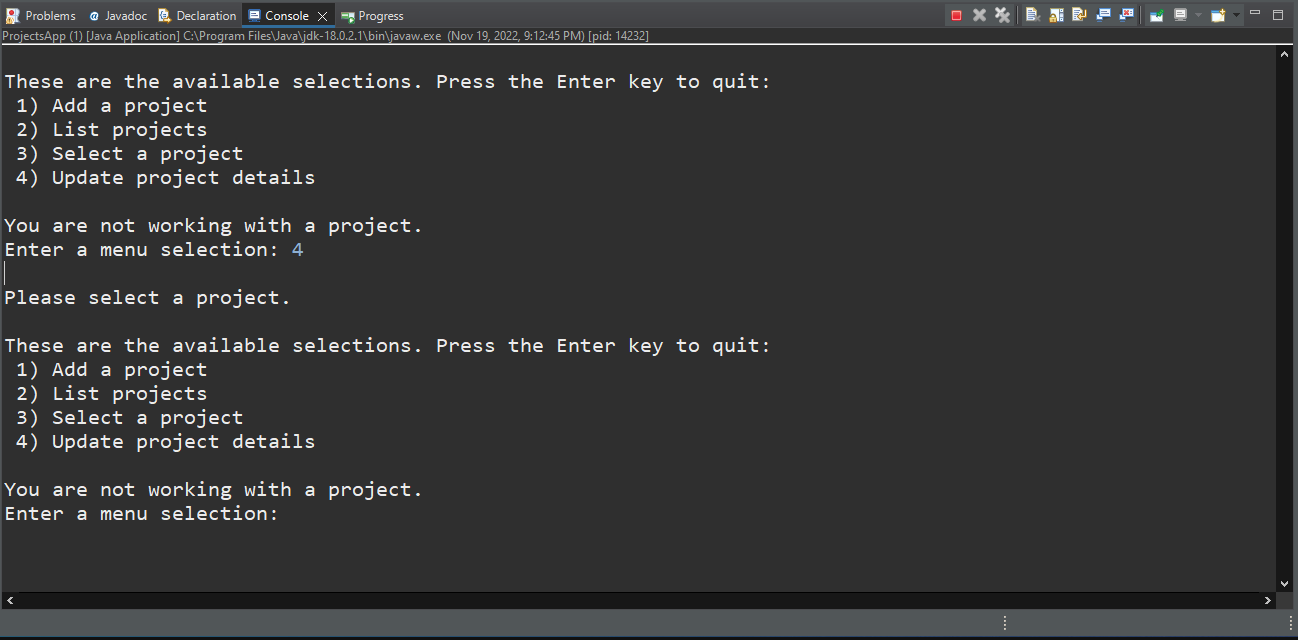 Problems Javadoc Declaration Console Progress
ProjectsApp (1) [Java Application] C:\Program Files\Java\jdk-18.0.2.1\bin\javaw.exe (Nov 19, 2022, 9:12:45 PM) [pid: 14232]
These are the available selections. Press the Enter key to quit:
1) Add a project
2) List projects
3) Select a project
4) Update project details
You are not working with a project.
Enter a menu selection: 4
Please select a project.
These are the available selections. Press the Enter key to quit:
1) Add a project
2) List projects
3) Select a project
4) Update project details
You are not working with a project.
Enter a menu selection: